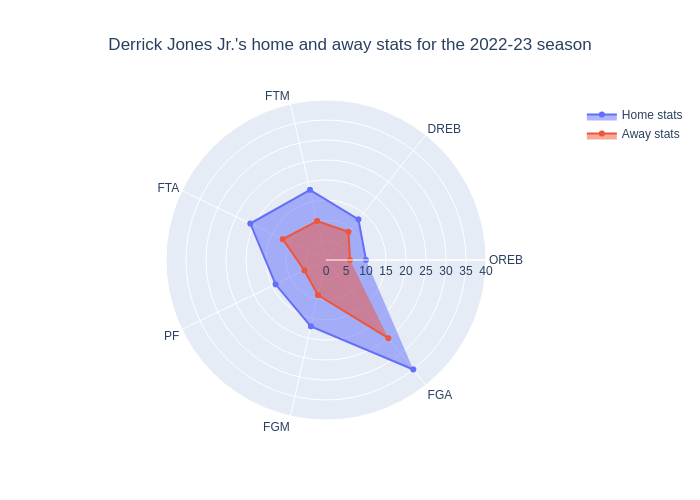 Derrick Jones Jr.'s home and away stats for the 2022-23 season
FTM
DREB
Home stats
Away stats
FTA
OREB
0 5 10 15 20 25 30 35 40
PF
FGA
FGM